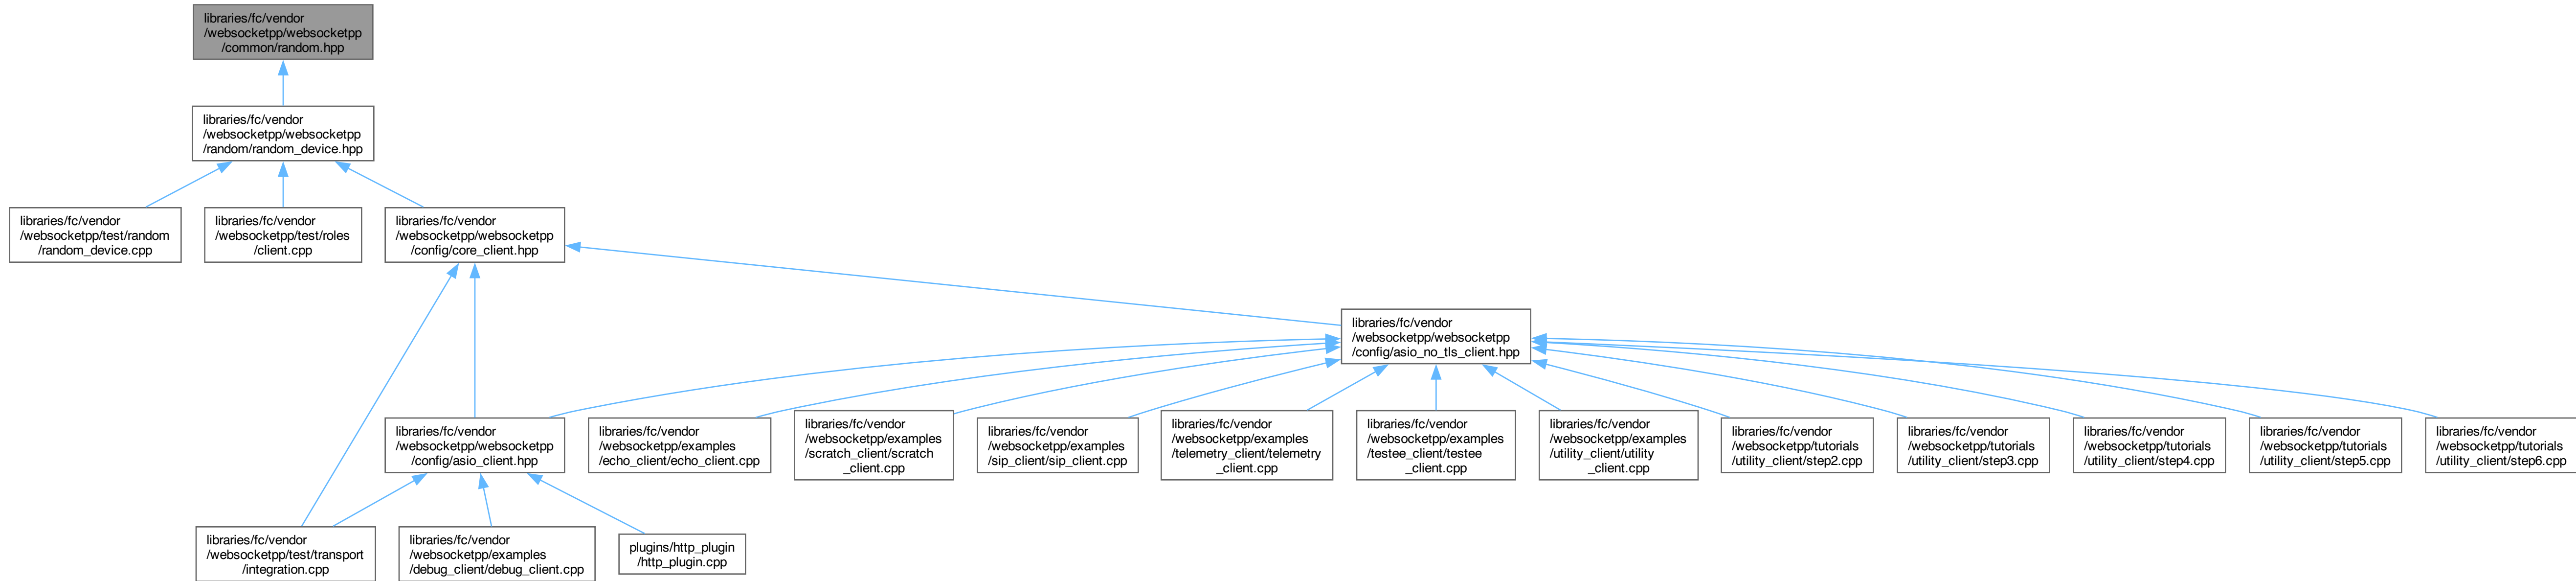 libraries/fc/vendor
/websocketpp/websocketpp
/common/random.hpp
libraries/fc/vendor
/websocketpp/websocketpp
/random/random_device.hpp
libraries/fc/vendor
/websocketpp/test/random
/random_device.cpp
libraries/fc/vendor
/websocketpp/test/roles
/client.cpp
libraries/fc/vendor
/websocketpp/websocketpp
/config/core_client.hpp
libraries/fc/vendor
/websocketpp/websocketpp
/config/asio_no_tls_client.hpp
libraries/fc/vendor
/websocketpp/websocketpp
/config/asio_client.hpp
libraries/fc/vendor
/websocketpp/examples
/echo_client/echo_client.cpp
libraries/fc/vendor
/websocketpp/examples
/scratch_client/scratch
_client.cpp
libraries/fc/vendor
/websocketpp/examples
/sip_client/sip_client.cpp
libraries/fc/vendor
/websocketpp/examples
/telemetry_client/telemetry
_client.cpp
libraries/fc/vendor
/websocketpp/examples
/testee_client/testee
_client.cpp
libraries/fc/vendor
/websocketpp/examples
/utility_client/utility
_client.cpp
libraries/fc/vendor
/websocketpp/tutorials
/utility_client/step2.cpp
libraries/fc/vendor
/websocketpp/tutorials
/utility_client/step3.cpp
libraries/fc/vendor
/websocketpp/tutorials
/utility_client/step4.cpp
libraries/fc/vendor
/websocketpp/tutorials
/utility_client/step5.cpp
libraries/fc/vendor
/websocketpp/tutorials
/utility_client/step6.cpp
libraries/fc/vendor
/websocketpp/test/transport
/integration.cpp
libraries/fc/vendor
/websocketpp/examples
/debug_client/debug_client.cpp
plugins/http_plugin
/http_plugin.cpp